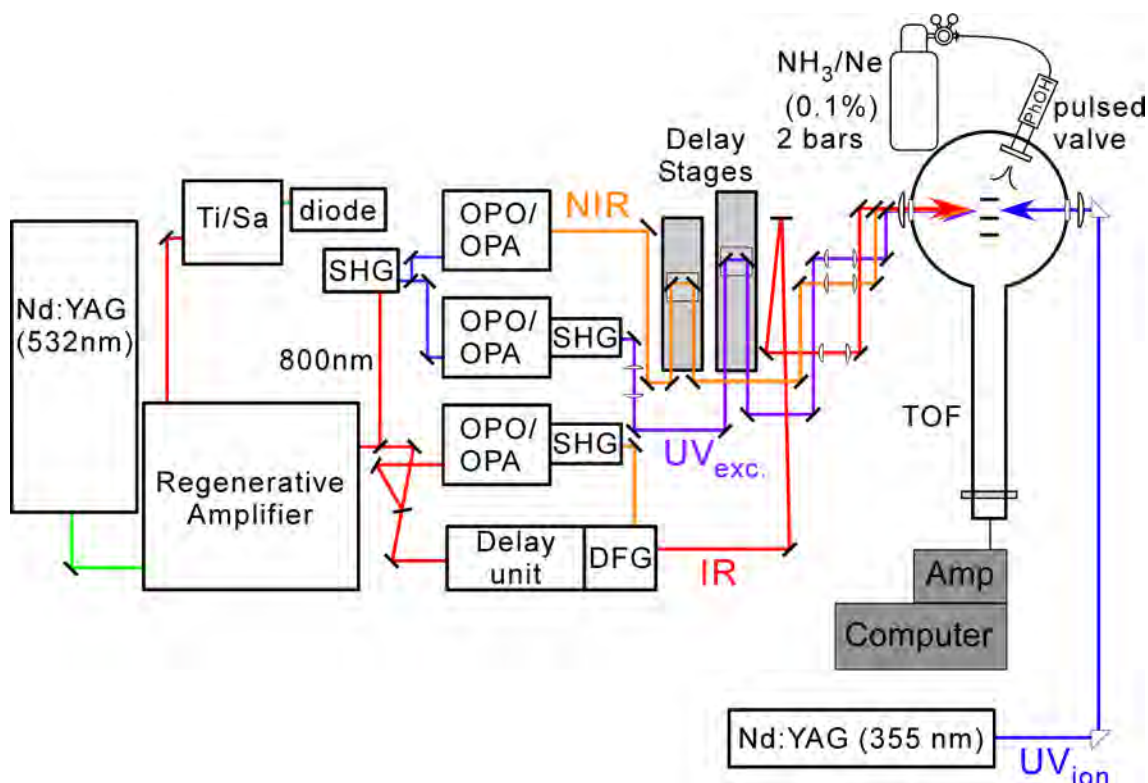 NH3/Ne
(0.1%)
2 bars
PhOH
pulsed
valve
Delay
Stages
Ti/Sa
diode
OPO/
OPA
NIR
SHG
Nd:YAG
(532nm)
OPO/
OPA
SHG
800nm
OPO/
OPA
SHG
UVexc.
TOF
Regenerative
Amplifier
Delay
unit
DFG
IR
Amp
Computer
Nd:YAG (355 nm)
UVion